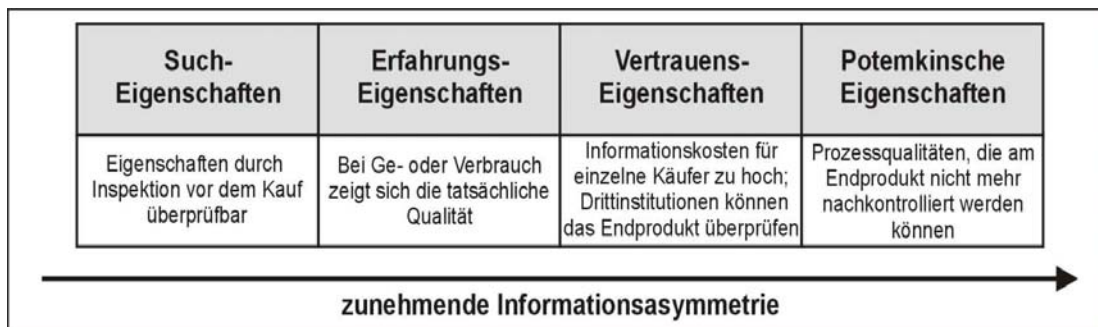 Such-
Eigenschaften
Erfahrungs-
Eigenschaften
Vertrauens-
Eigenschaften
Potemkinsche
Eigenschaften
Eigenschaften durch
Inspektion vor dem Kauf
überprüfbar
Bei Ge- oder Verbrauch
zeigt sich die tatsächliche
Qualität
Informationskosten für
einzelne Käufer zu hoch;
Drittinstitutionen können
das Endprodukt überprüfen
Prozessqualitäten, die am
Endprodukt nicht mehr
nachkontrolliert werden
können
zunehmende Informationsasymmetrie